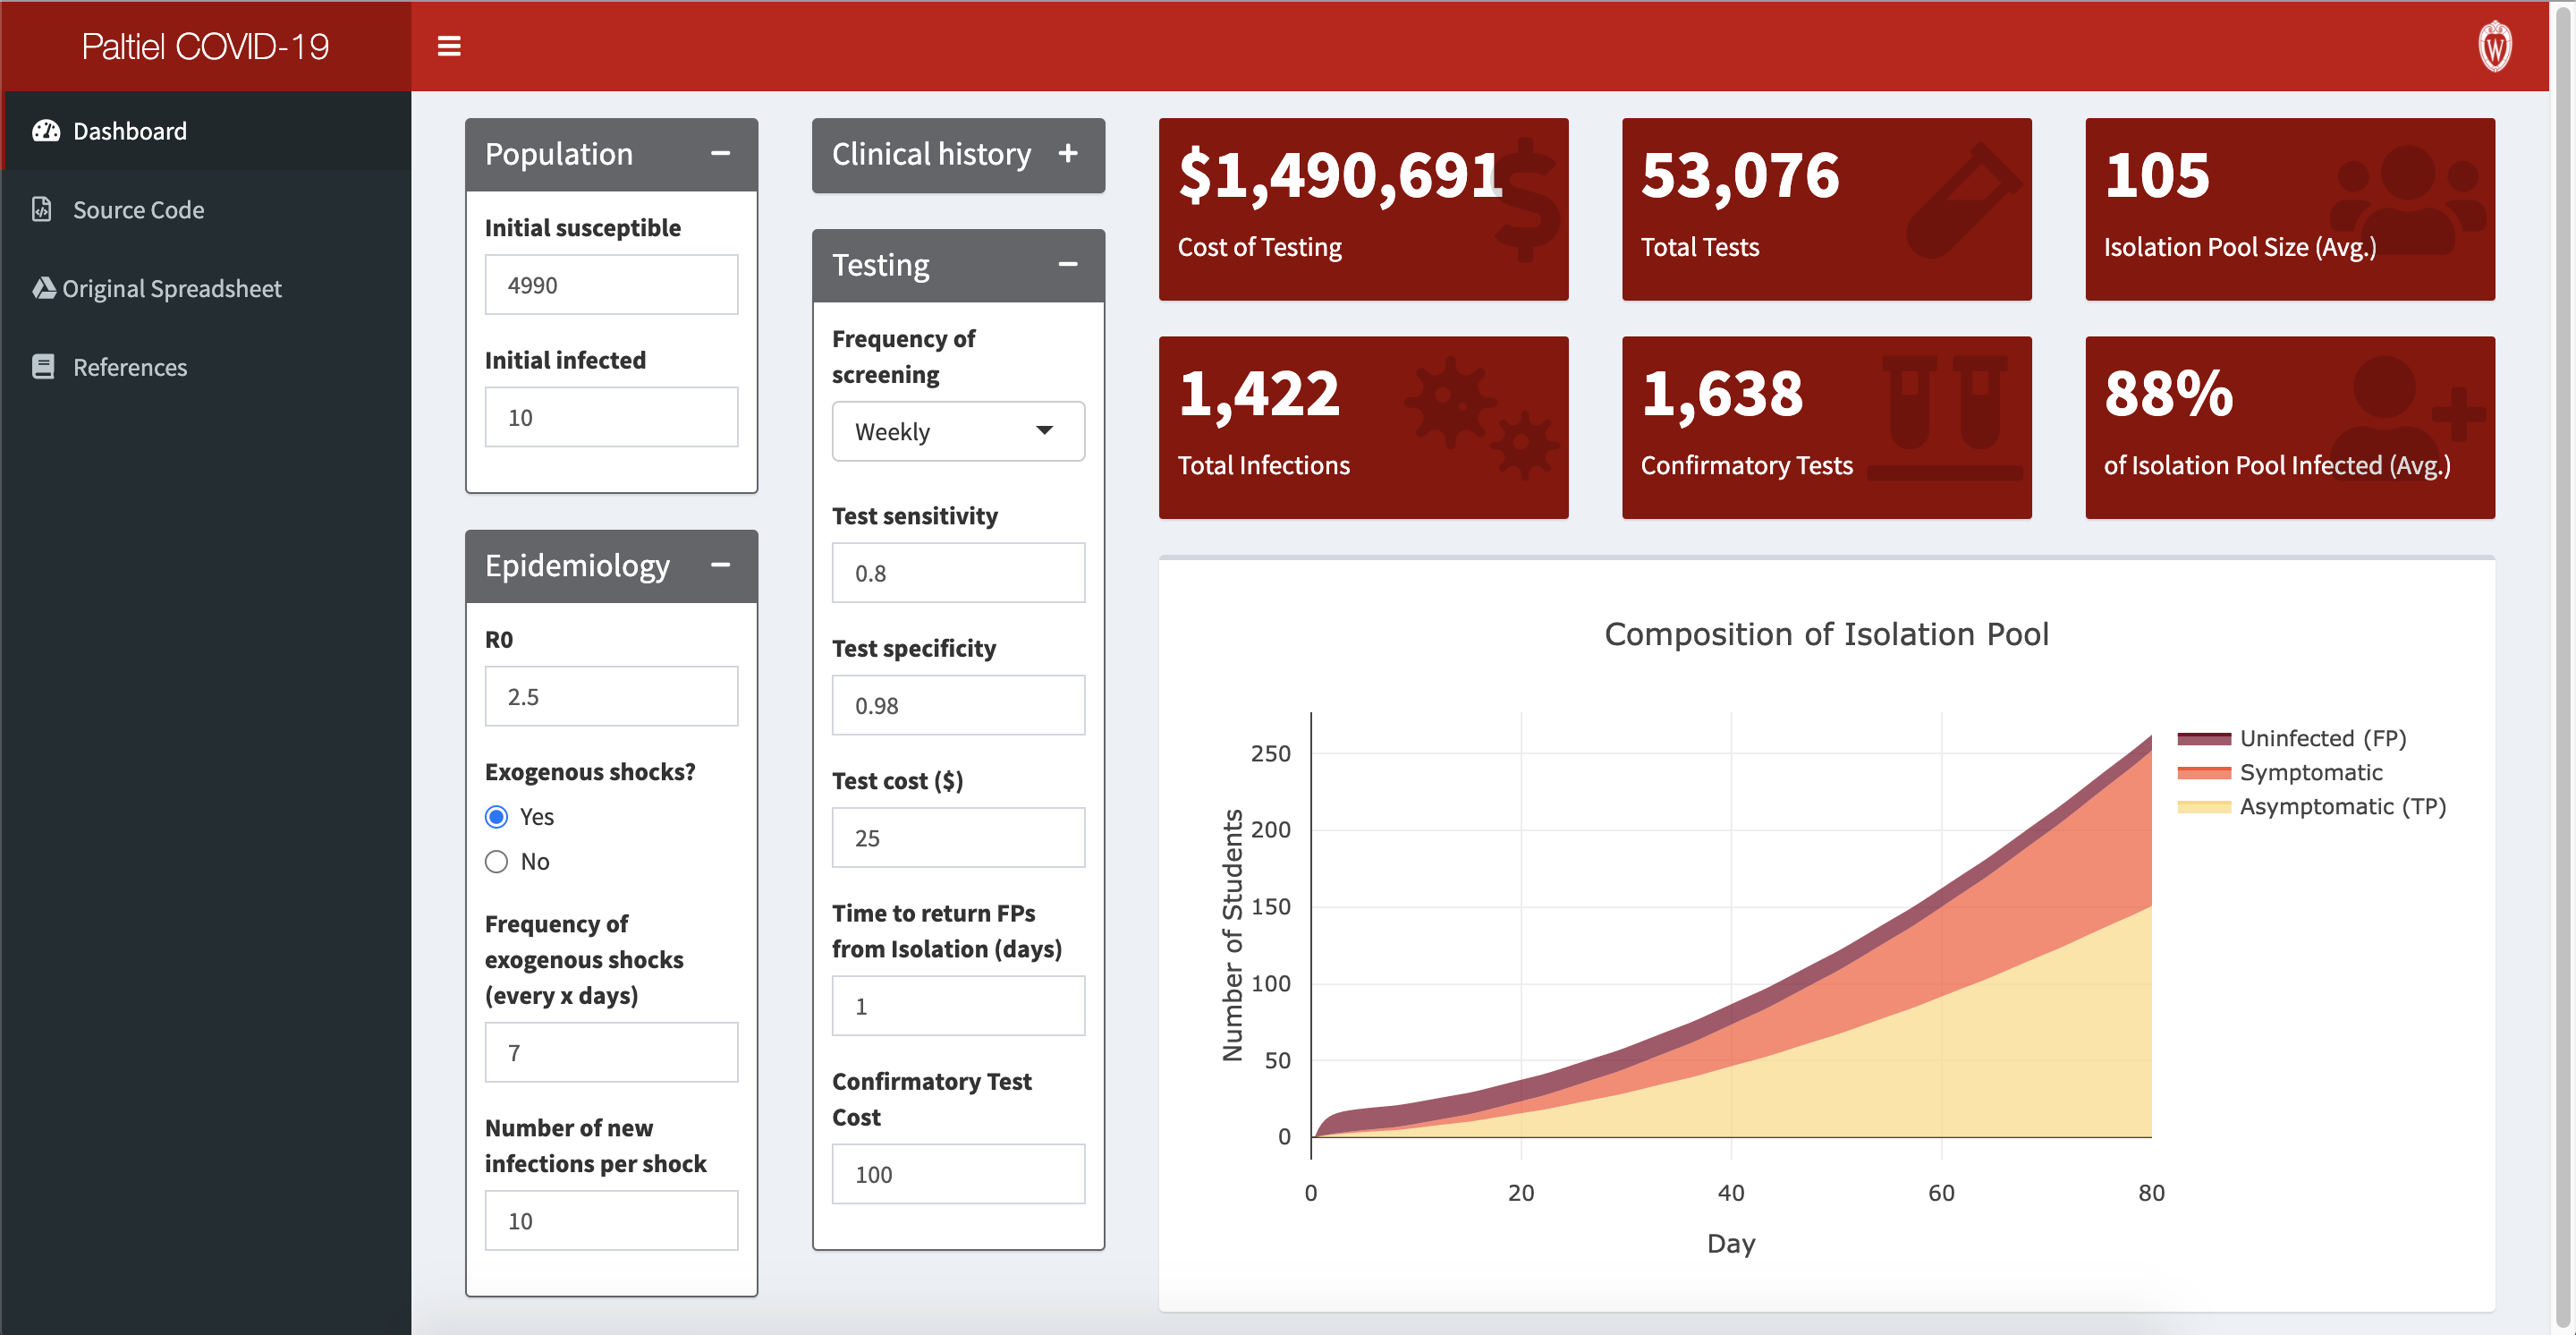 Paltiel COVID-19
W
Dashboard
Source Code
Original Spreadsheet
References
Population
Initial susceptible
4990
Initial infected
10
Epidemiology
R0
2.5
Exogenous shocks?
Yes
No
Frequency of
exogenous shocks
(every x days)
7
Number of new
infections per shock
10
Clinical history
Testing
Frequency of
screening
Weekly
Test sensitivity
0.8
Test specificity
0.98
Test cost ($)
25
Time to return FPs
from Isolation (days)
1
Confirmatory Test
Cost
100
$1,490,691
Cost of Testing
53,076
Total Tests
105
Isolation Pool Size (Avg.)
1,422
Total Infections
1,638
Confirmatory Tests
88%
of Isolation Pool Infected (Avg.)
Composition of Isolation Pool
Number of Students
250
200
150
100
50
0
0
20
40
60
80
Day
Uninfected (FP)
Symptomatic
Asymptomatic (TP)